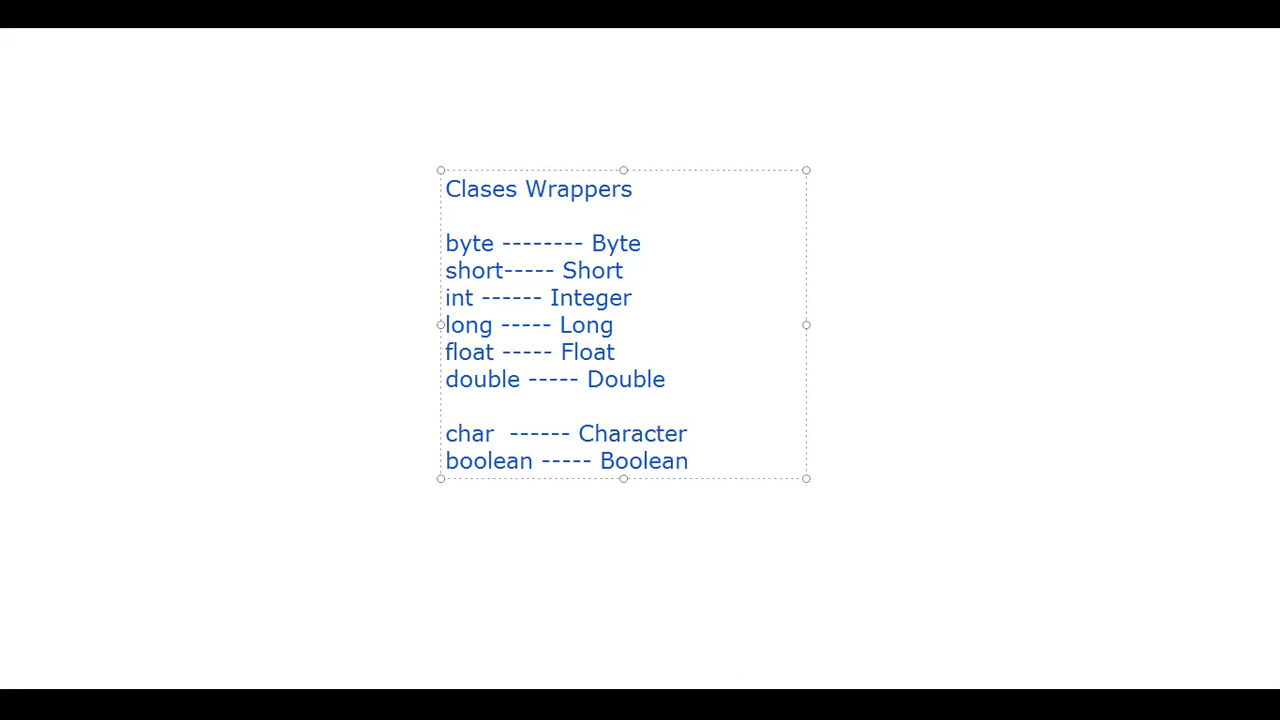 Clases Wrappers
byte -------- Byte
short----- Short
int ------ Integer
long ----- Long
float ----- Float
double ----- Double
char  ------ Character
boolean ----- Boolean